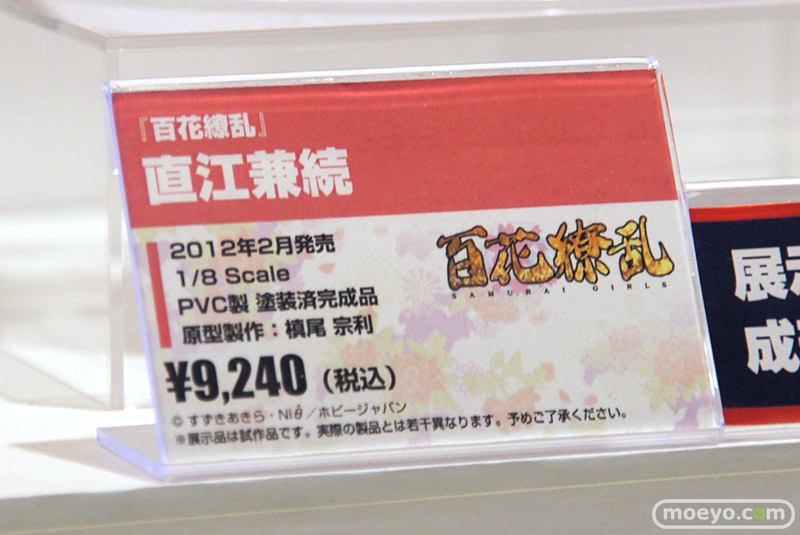 『百花繚乱』
直江兼続
2012年2月発売
1/8 Scale
PVC製 塗装済完成品
原型製作：槙尾 宗利
¥9,240（税込）
百花繚乱
SAMURAI GIRLS
© すずきあきら・Niθ／ホビージャパン
※展示品は試作品です。実際の製品とは若干異なります。予めご了承ください。
展示
成
moeyo.com